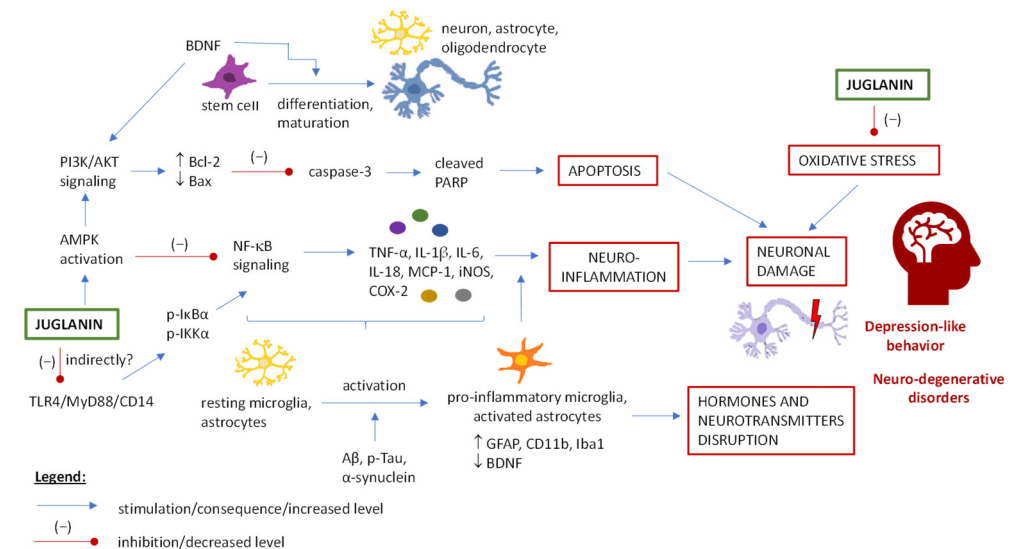 BDNF
neuron, astrocyte,
oligodendrocyte
stem cell
differentiation,
maturation
JUGLANIN
(−)
OXIDATIVE STRESS
PI3K/AKT
signaling
↑ Bcl-2
↓ Bax
(−)
caspase-3
cleaved
PARP
APOPTOSIS
AMPK
activation
(−)
NF-κB
signaling
TNF-α, IL-1β, IL-6,
IL-18, MCP-1, iNOS,
COX-2
NEURO-
INFLAMMATION
NEURONAL
DAMAGE
JUGLANIN
p-IκBα
p-IKKα
(−)
indirectly?
TLR4/MyD88/CD14
Depression-like
behavior
Neuro-degenerative
disorders
resting microglia,
astrocytes
activation
Aβ, p-Tau,
α-synuclein
pro-inflammatory microglia,
activated astrocytes
↑ GFAP, CD11b, Iba1
↓ BDNF
HORMONES AND
NEUROTRANSMITTERS
DISRUPTION
Legend:
stimulation/consequence/increased level
(−)
inhibition/decreased level